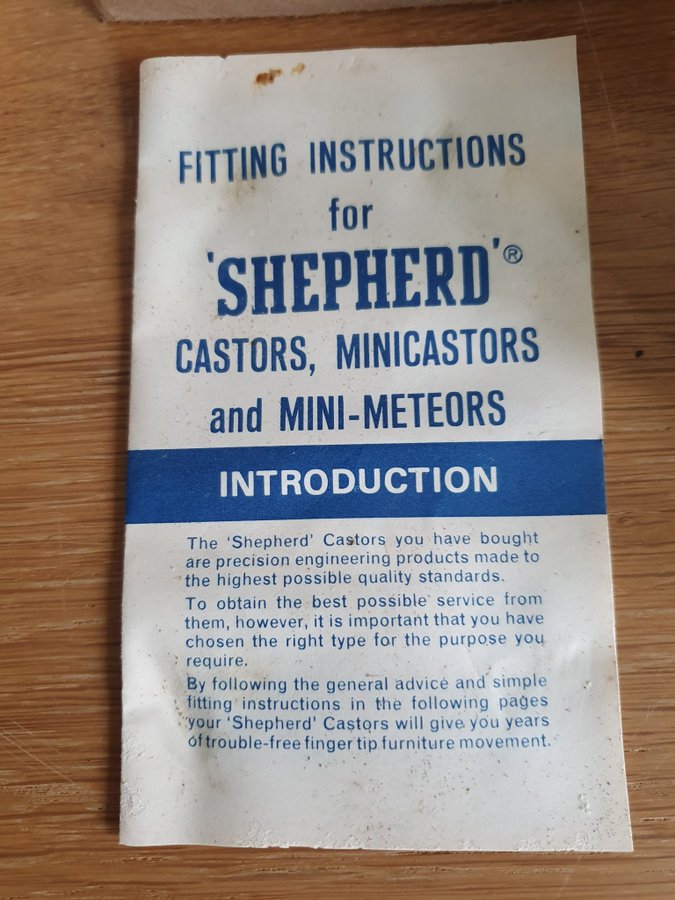 FITTING INSTRUCTIONS
for
'SHEPHERD'®
CASTORS, MINICASTORS
and MINI-METEORS
INTRODUCTION
The 'Shepherd' Castors you have bought
are precision engineering products made to
the highest possible quality standards.
To obtain the best possible service from
them, however, it is important that you have
chosen the right type for the purpose you
require.
By following the general advice and simple
fitting instructions in the following pages
your 'Shepherd' Castors will give you years
of trouble-free finger tip furniture movement.